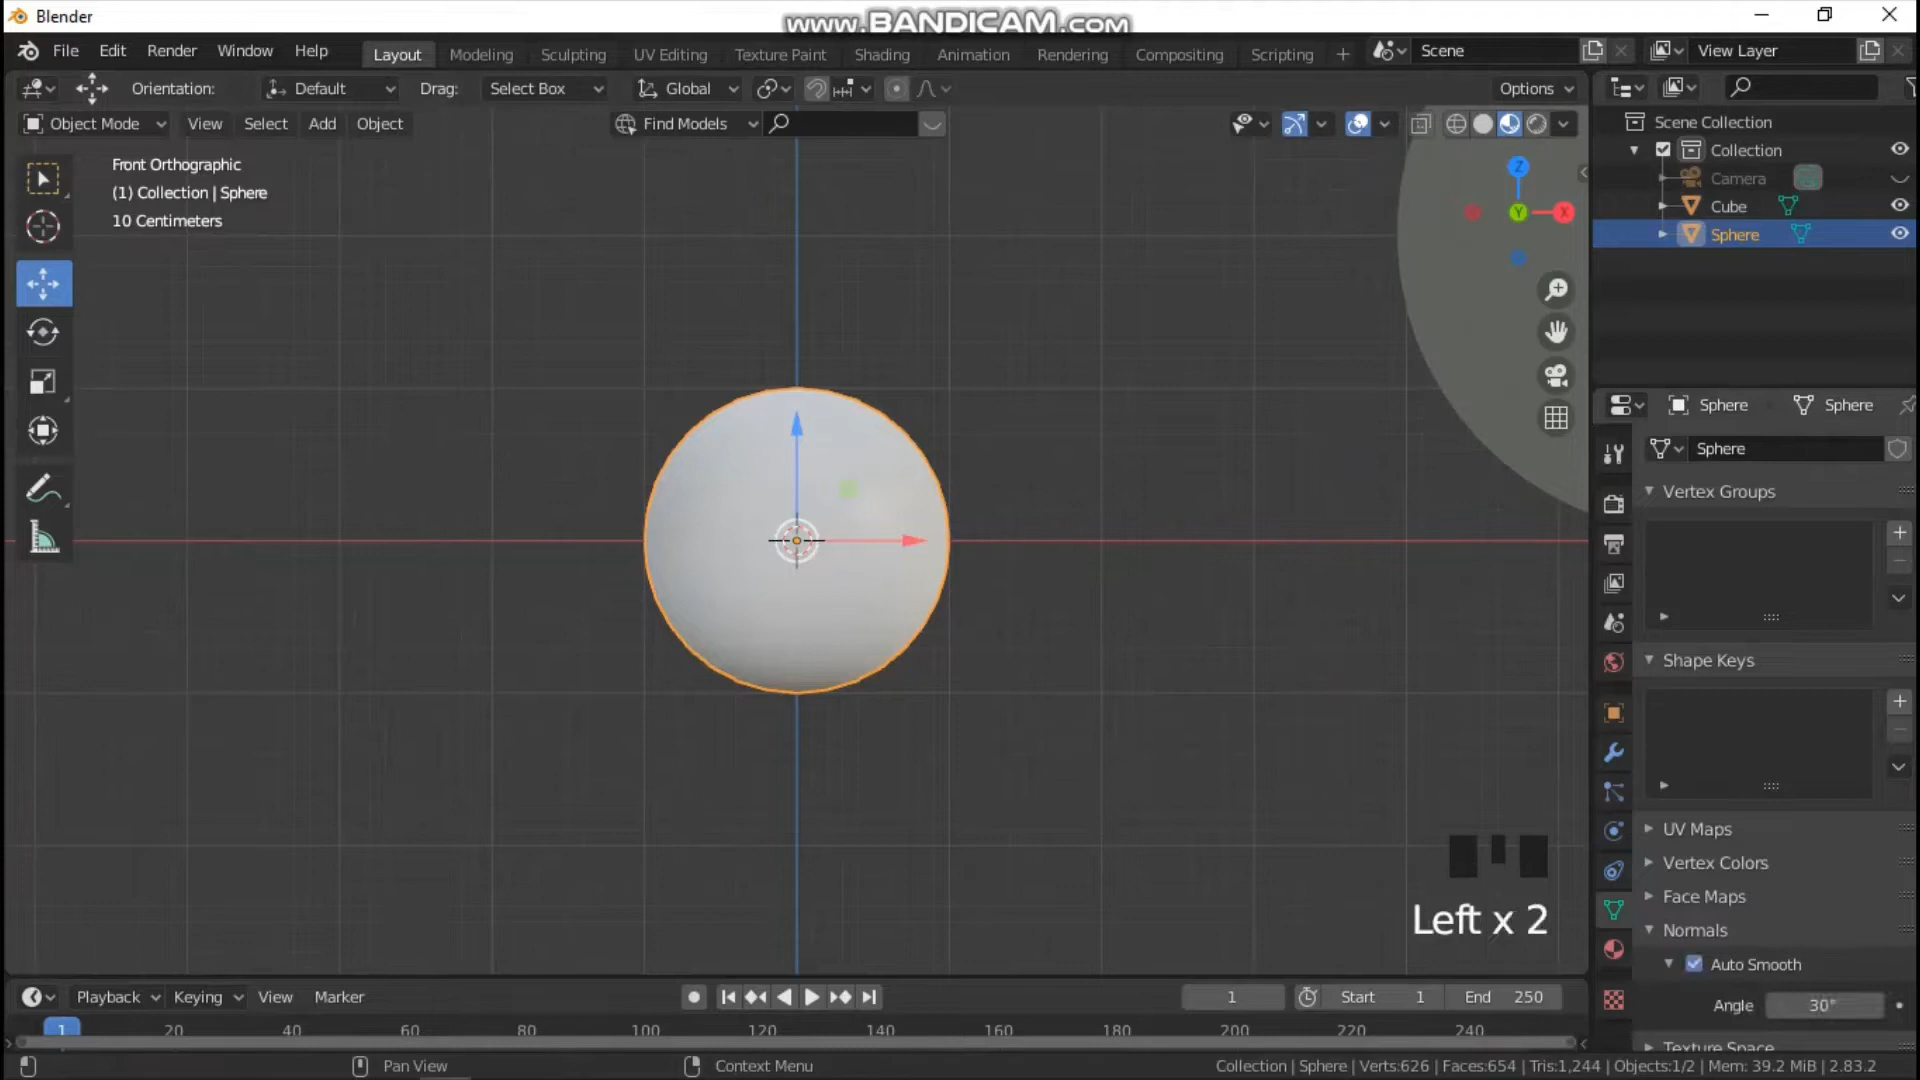 Blender
www.BANDICAM.com
File Edit Render Window Help
Layout Modeling Sculpting UV Editing Texture Paint Shading Animation Rendering Compositing Scripting +
Scene
View Layer
Orientation: Default Drag: Select Box Global Options
Object Mode View Select Add Object Find Models
Front Orthographic
(1) Collection | Sphere
10 Centimeters
Z
Y
X
Scene Collection
Collection
Camera
Cube
Sphere
Sphere Sphere
Sphere
Vertex Groups
Shape Keys
UV Maps
Vertex Colors
Face Maps
Normals
Auto Smooth
Angle 30°
Texture Space
Left x 2
Playback Keying View Marker 1 Start 1 End 250
1 20 40 60 80 100 120 140 160 180 200 220 240
Pan View Context Menu Collection | Sphere | Verts:626 | Faces:654 | Tris:1,244 | Objects:1/2 | Mem: 39.2 MiB | 2.83.2